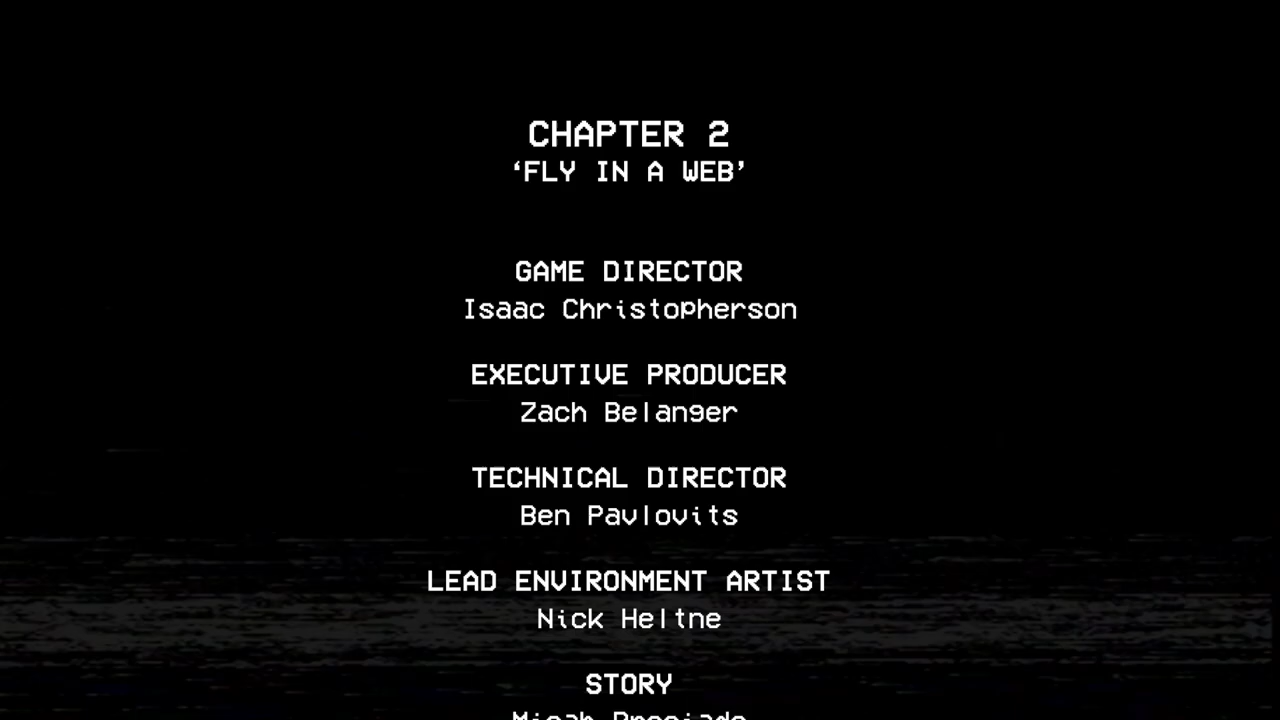 CHAPTER 2
‘FLY IN A WEB’
GAME DIRECTOR
Isaac Christopherson
EXECUTIVE PRODUCER
Zach Belanger
TECHNICAL DIRECTOR
Ben Pavlovits
LEAD ENVIRONMENT ARTIST
Nick Heltne
STORY
Micah